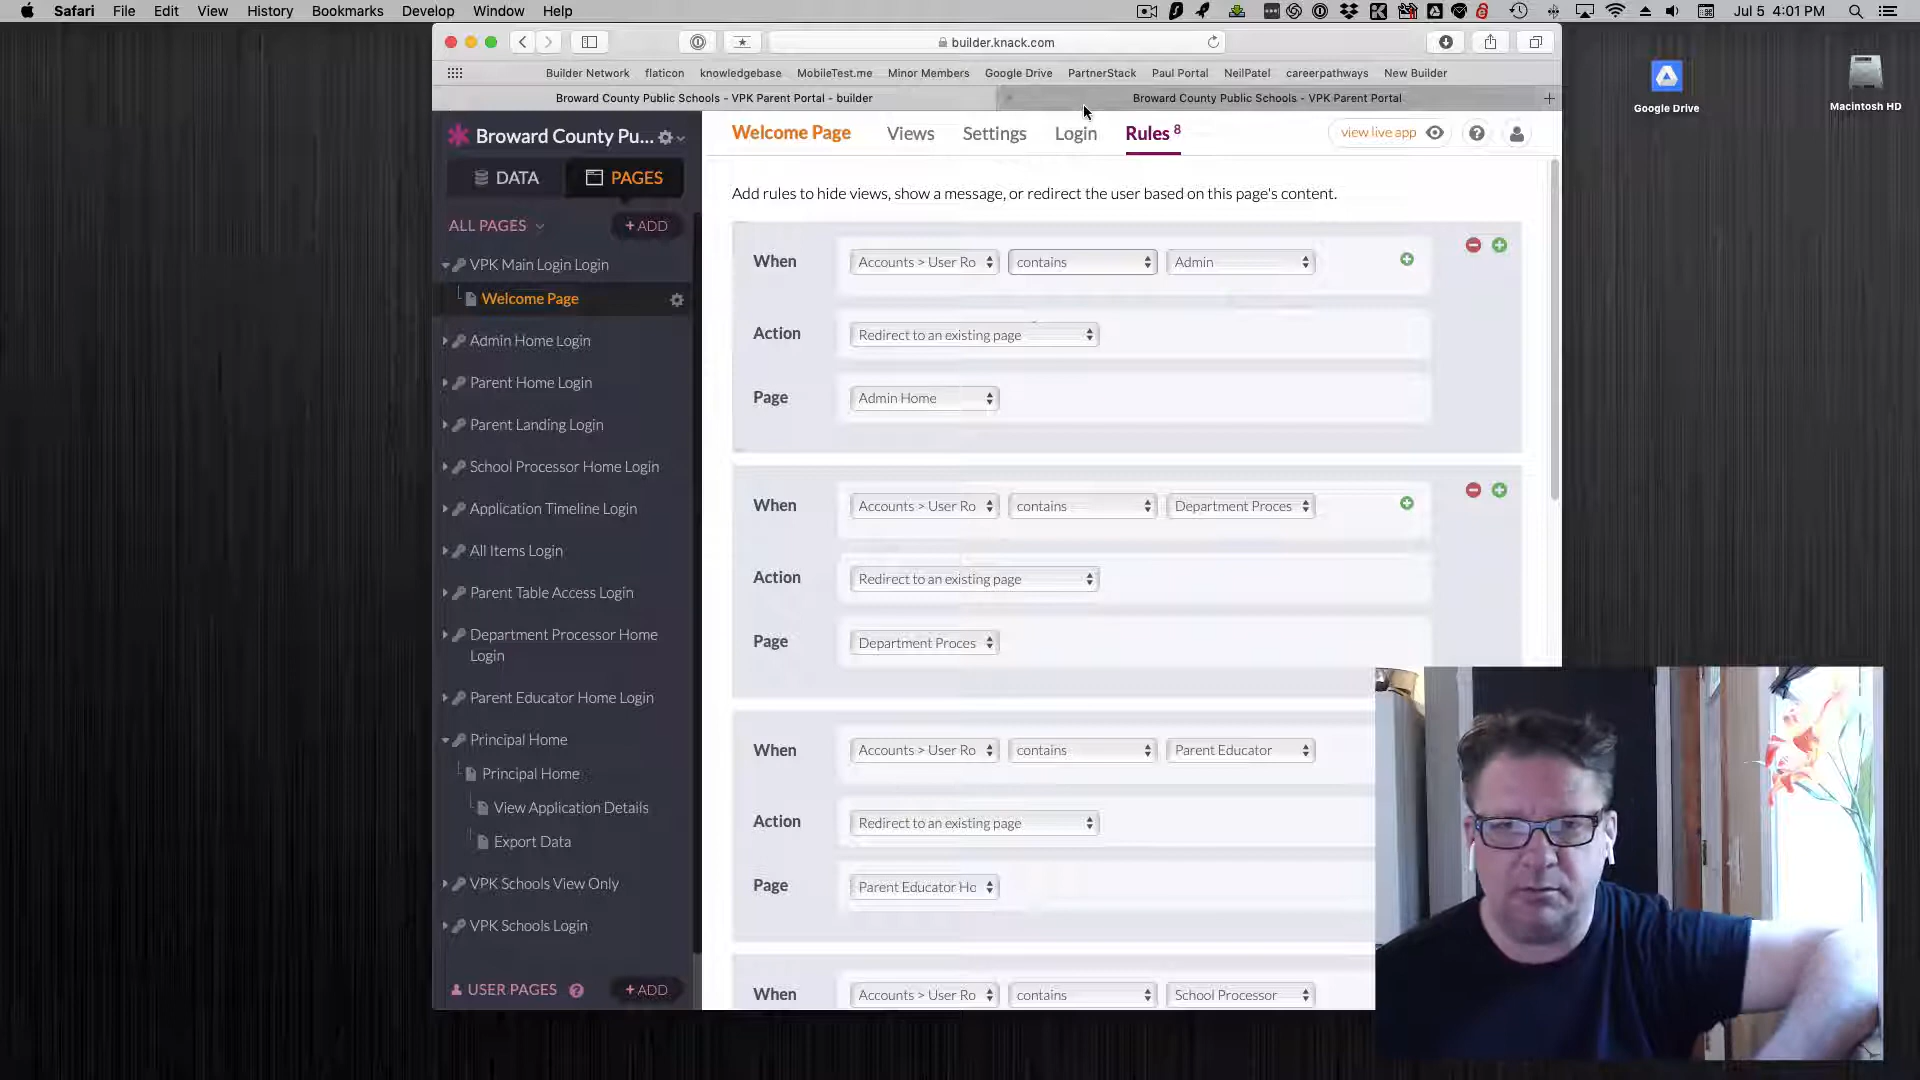 Safari File Edit View History Bookmarks Develop Window Help
Jul 5 4:01 PM
builder.knack.com
Builder Network flaticon knowledgebase MobileTest.me Minor Members Google Drive PartnerStack Paul Portal NeilPatel careerpathways New Builder
Broward County Public Schools - VPK Parent Portal - builder
Broward County Public Schools - VPK Parent Portal
Google Drive
Macintosh HD
Broward County Pu...
DATA
PAGES
ALL PAGES
+ ADD
VPK Main Login Login
Welcome Page
Admin Home Login
Parent Home Login
Parent Landing Login
School Processor Home Login
Application Timeline Login
All Items Login
Parent Table Access Login
Department Processor Home
Login
Parent Educator Home Login
Principal Home
Principal Home
View Application Details
Export Data
VPK Schools View Only
VPK Schools Login
USER PAGES ?
+ ADD
Welcome Page Views Settings Login Rules 8
view live app ?
Add rules to hide views, show a message, or redirect the user based on this page's content.
When Accounts > User Ro contains Admin
Action Redirect to an existing page
Page Admin Home
When Accounts > User Ro contains Department Proces
Action Redirect to an existing page
Page Department Proces
When Accounts > User Ro contains Parent Educator
Action Redirect to an existing page
Page Parent Educator Ho
When Accounts > User Ro contains School Processor